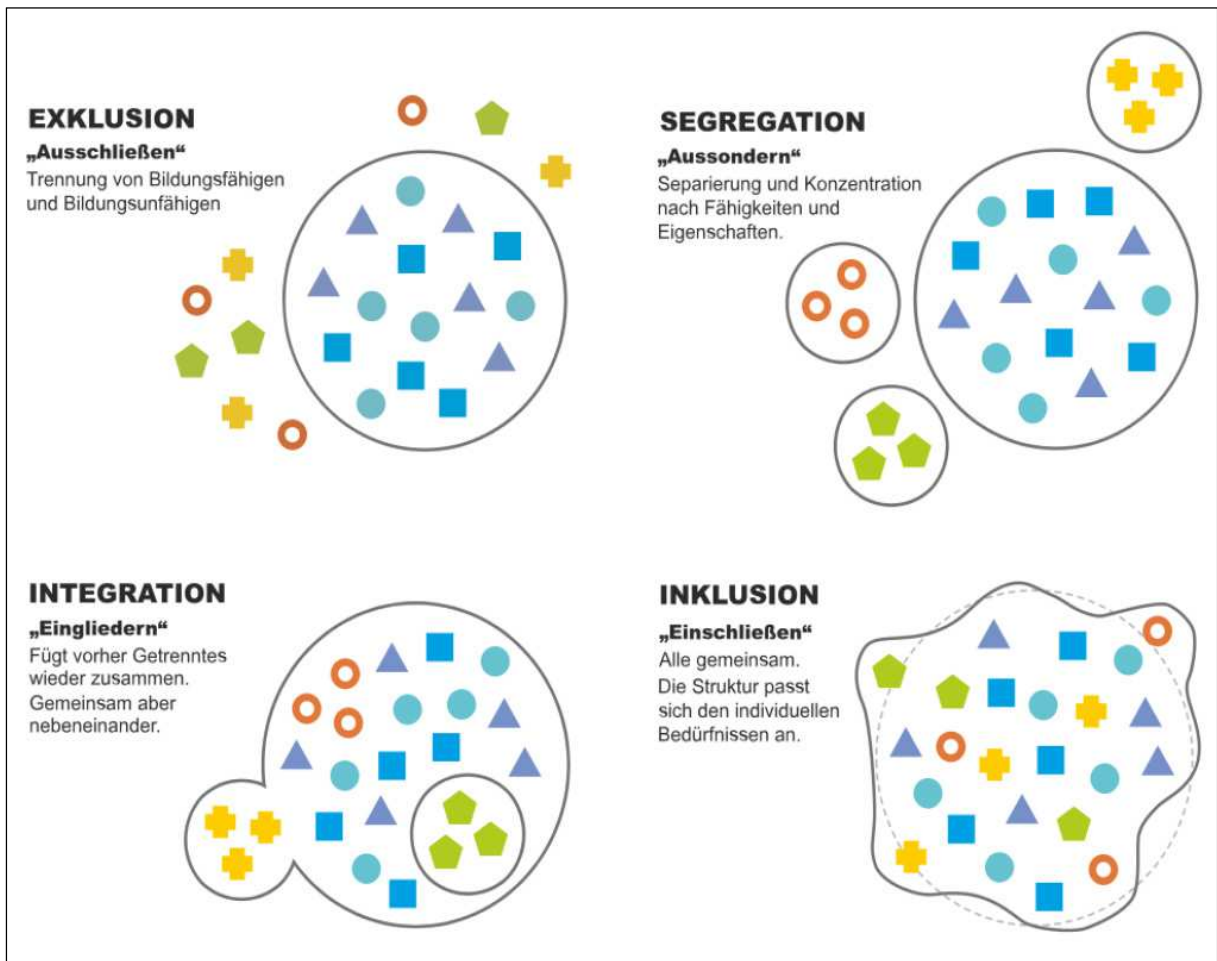 EXKLUSION
„Ausschließen“
Trennung von Bildungsfähigen
und Bildungsunfähigen
SEGREGATION
„Aussondern“
Separierung und Konzentration
nach Fähigkeiten und
Eigenschaften.
INTEGRATION
„Eingliedern“
Fügt vorher Getrenntes
wieder zusammen.
Gemeinsam aber
nebeneinander.
INKLUSION
„Einschließen“
Alle gemeinsam.
Die Struktur passt
sich den individuellen
Bedürfnissen an.